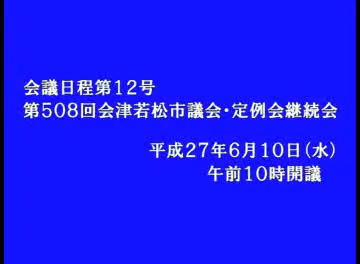 会議日程第12号
第508回会津若松市議会・定例会継続会
平成27年6月10日(水)
午前10時開議